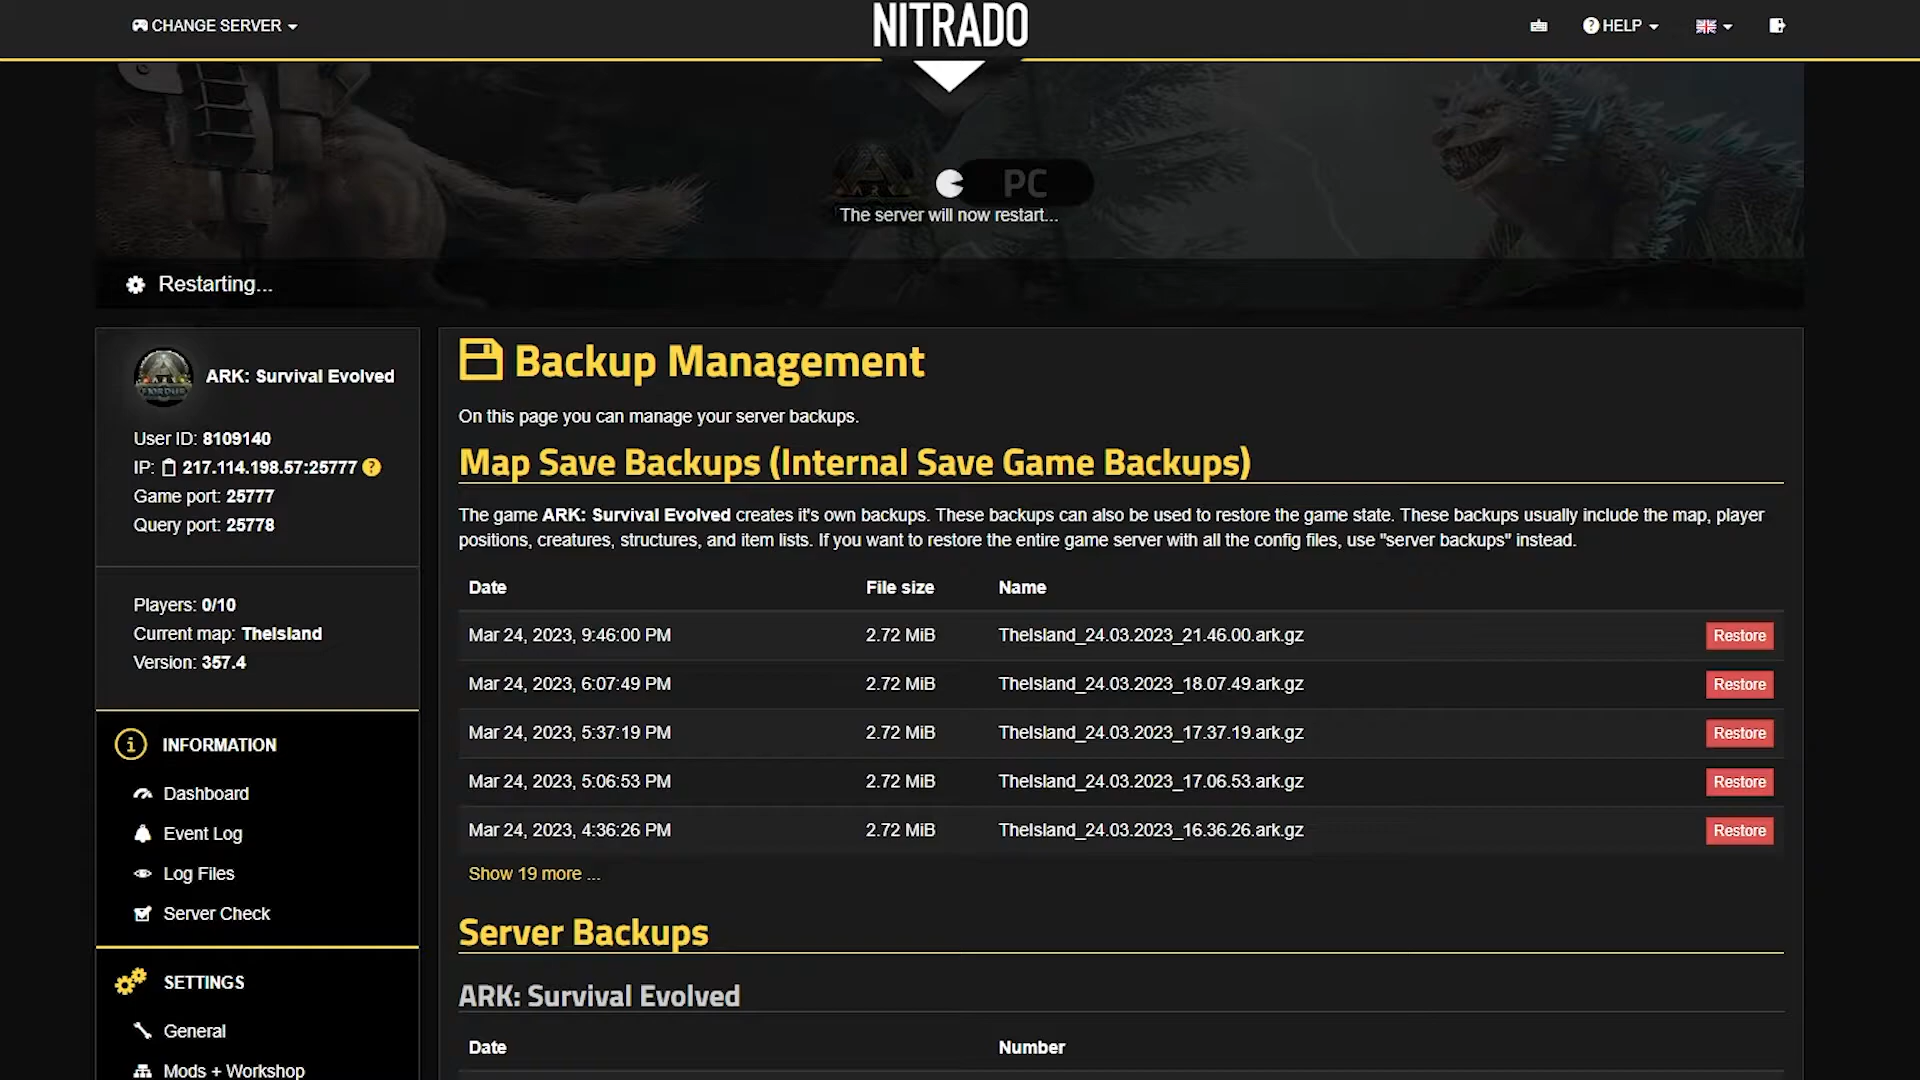 CHANGE SERVER
NITRADO
HELP
ARK
PC
The server will now restart...
Restarting...
ARK: Survival Evolved
User ID: 8109140
IP: 217.114.198.57:25777 ?
Game port: 25777
Query port: 25778
Players: 0/10
Current map: TheIsland
Version: 357.4
INFORMATION
Dashboard
Event Log
Log Files
Server Check
SETTINGS
General
Mods + Workshop
Backup Management
On this page you can manage your server backups.
Map Save Backups (Internal Save Game Backups)
The game ARK: Survival Evolved creates it's own backups. These backups can also be used to restore the game state. These backups usually include the map, player
positions, creatures, structures, and item lists. If you want to restore the entire game server with all the config files, use "server backups" instead.
Date File size Name
Mar 24, 2023, 9:46:00 PM 2.72 MiB TheIsland_24.03.2023_21.46.00.ark.gz Restore
Mar 24, 2023, 6:07:49 PM 2.72 MiB TheIsland_24.03.2023_18.07.49.ark.gz Restore
Mar 24, 2023, 5:37:19 PM 2.72 MiB TheIsland_24.03.2023_17.37.19.ark.gz Restore
Mar 24, 2023, 5:06:53 PM 2.72 MiB TheIsland_24.03.2023_17.06.53.ark.gz Restore
Mar 24, 2023, 4:36:26 PM 2.72 MiB TheIsland_24.03.2023_16.36.26.ark.gz Restore
Show 19 more ...
Server Backups
ARK: Survival Evolved
Date Number